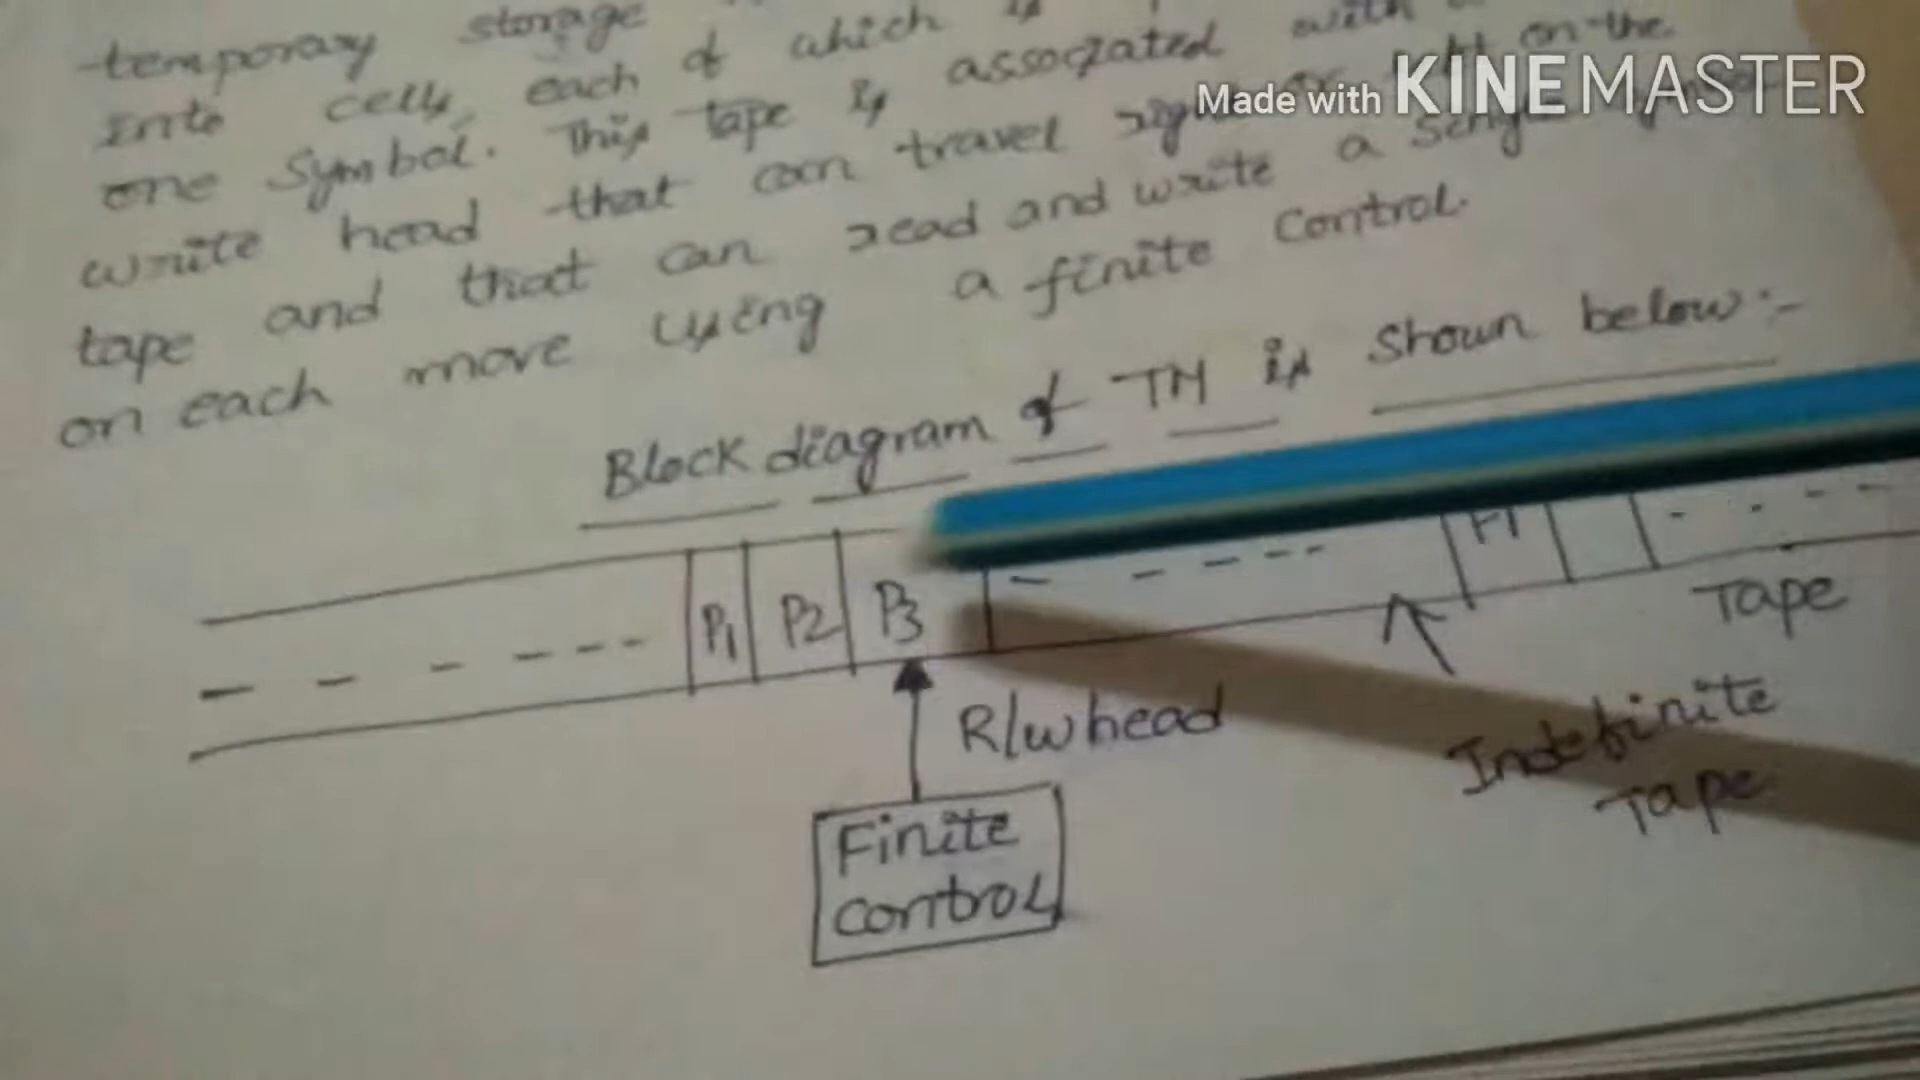 temporary storage
into cells, each of which is
one symbol. This tape is associated with
write head that can travel right on the
tape and that can read and write a single
on each move using a finite control.
Block diagram of TM is shown below:-
P1 P2 P3
Tape
R/w head
Indefinite
Tape
Finite
control
Made with KINEMASTER